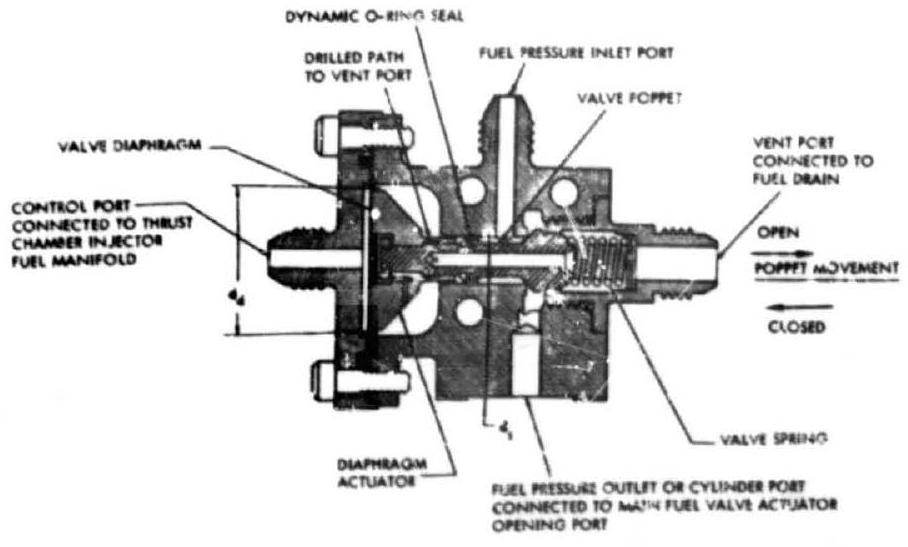 DYNAMIC O-RING SEAL
DRILLED PATH
TO VENT PORT
FUEL PRESSURE INLET PORT
VALVE POPPET
VALVE DIAPHRAGM
VENT PORT
CONNECTED TO
FUEL DRAIN
CONTROL PORT
CONNECTED TO THRUST
CHAMBER INJECTOR
FUEL MANIFOLD
OPEN
POPPET MOVEMENT
CLOSED
dd
ds
VALVE SPRING
DIAPHRAGM
ACTUATOR
FUEL PRESSURE OUTLET OR CYLINDER PORT
CONNECTED TO MAIN FUEL VALVE ACTUATOR
OPENING PORT